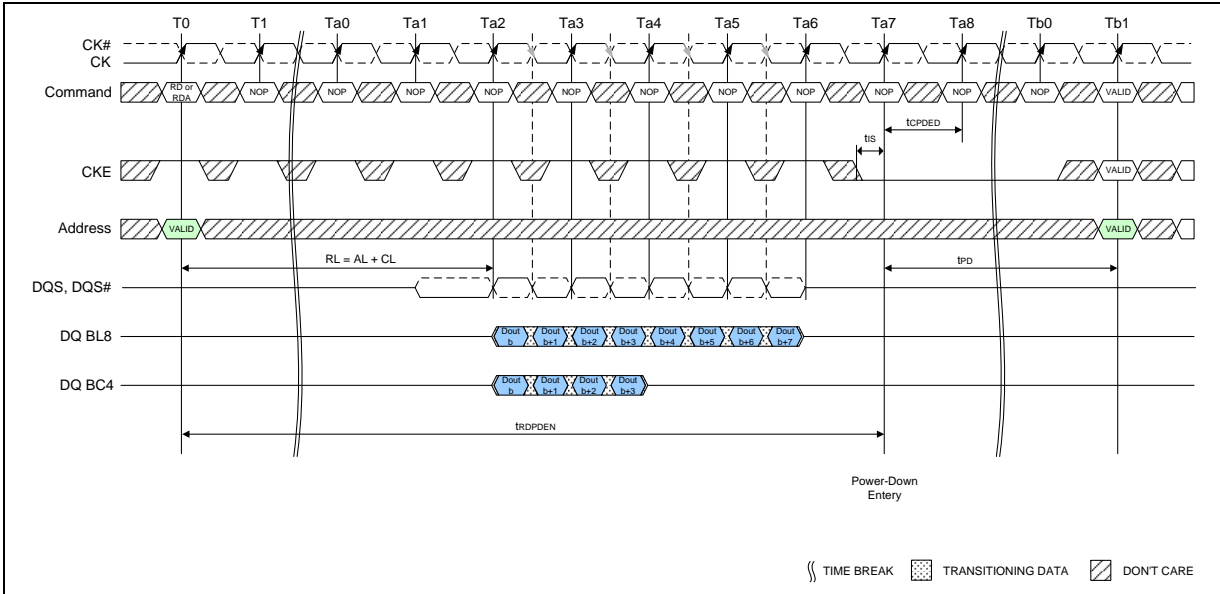 T0 T1 Ta0 Ta1 Ta2 Ta3 Ta4 Ta5 Ta6 Ta7 Ta8 Tb0 Tb1
CK#
CK
Command
RD or
RDA
NOP NOP NOP NOP NOP NOP NOP NOP NOP NOP NOP VALID
tCPDED
tIS
CKE
VALID
Address
VALID VALID
RL = AL + CL
tPD
DQS, DQS#
DQ BL8
Dout Dout Dout Dout Dout Dout Dout Dout
b b+1 b+2 b+3 b+4 b+5 b+6 b+7
DQ BC4
Dout Dout Dout Dout
b b+1 b+2 b+3
tRDPDEN
Power-Down
Entery
TIME BREAK TRANSITIONING DATA DON'T CARE